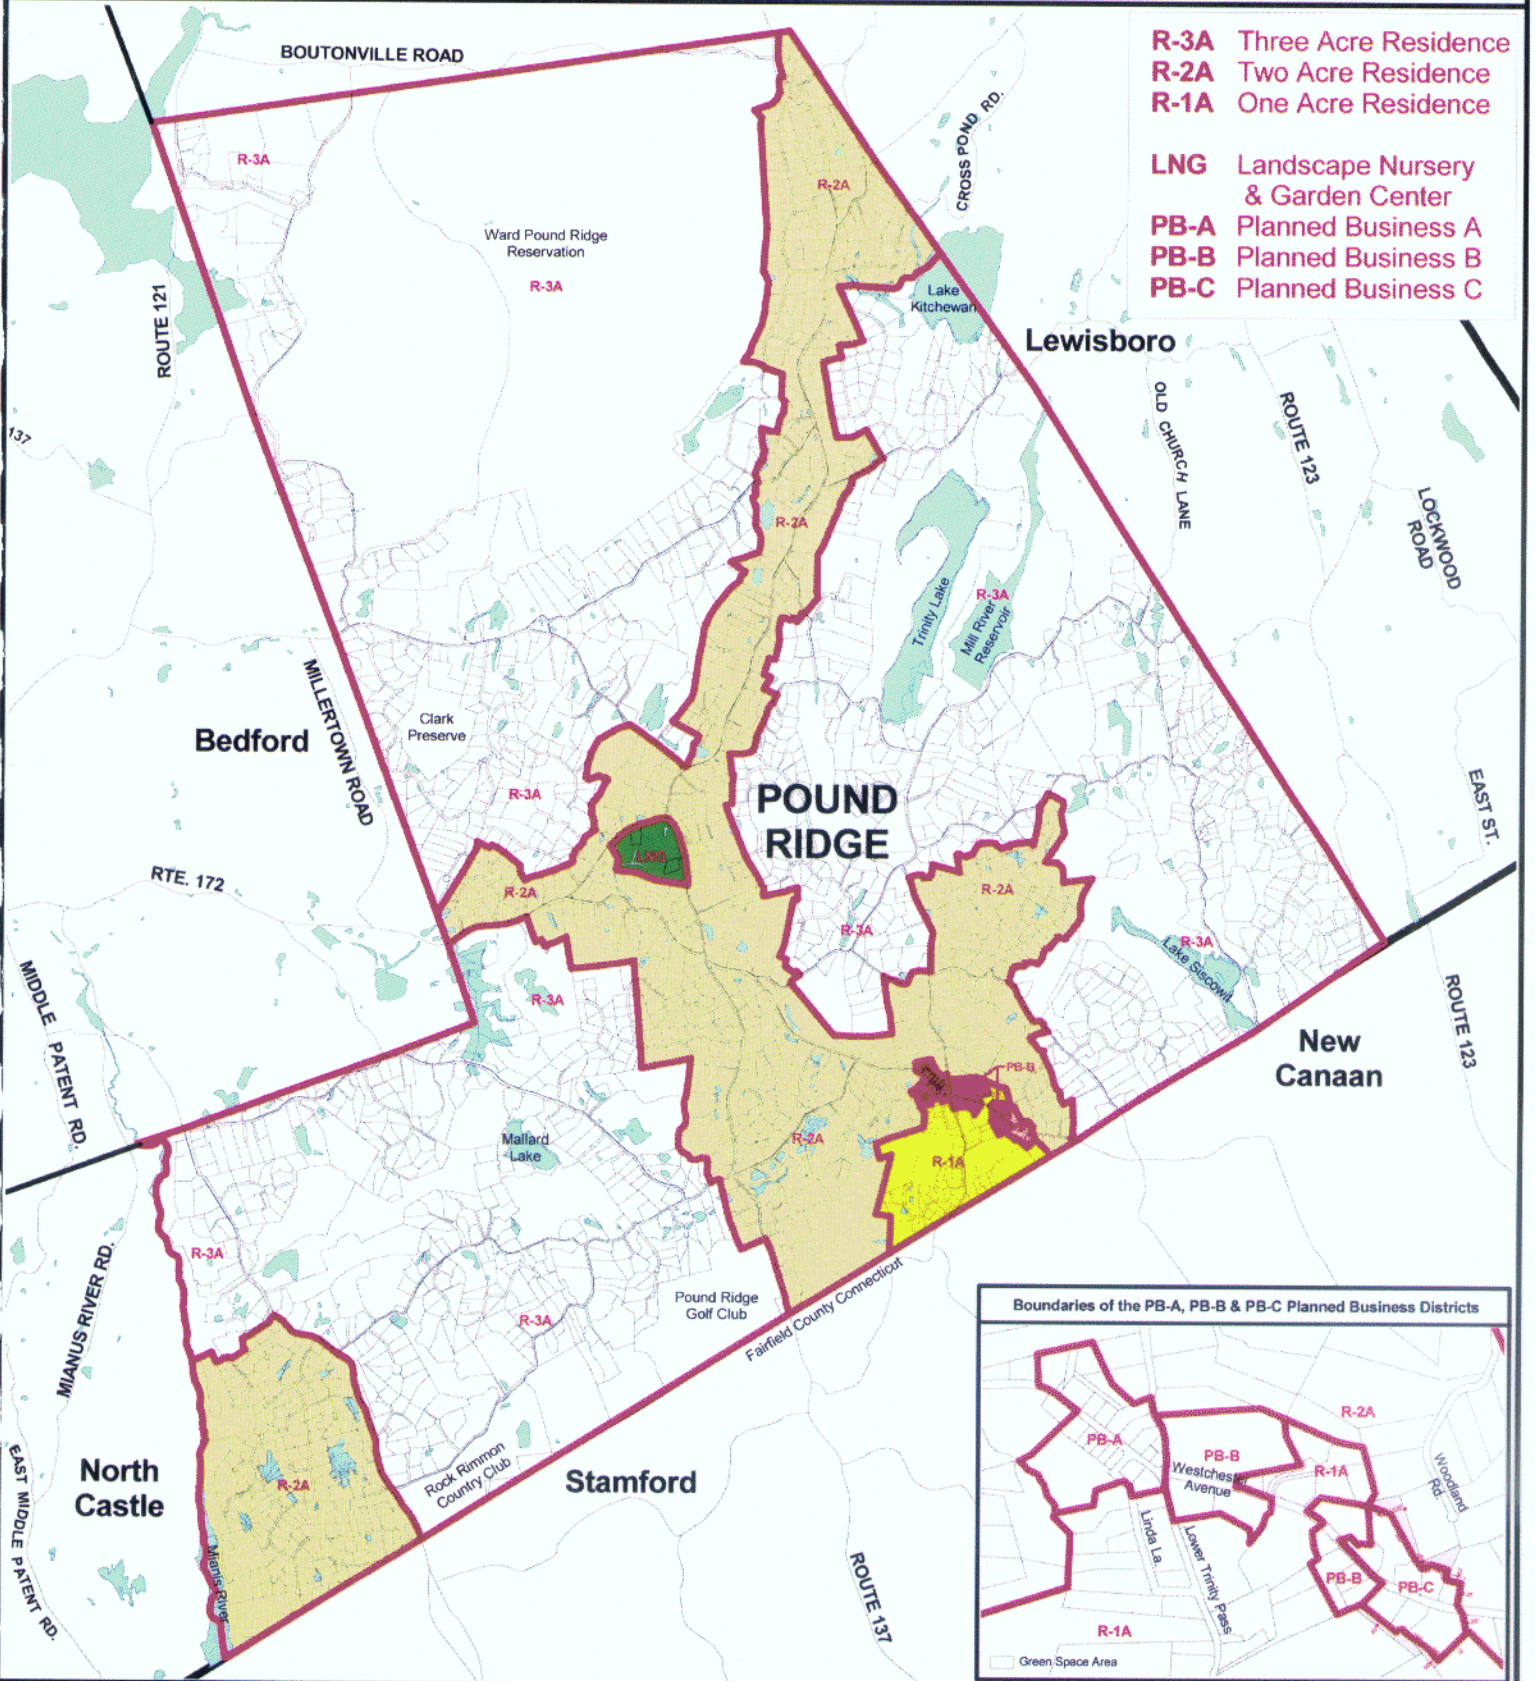 R-3A Three Acre Residence
R-2A Two Acre Residence
R-1A One Acre Residence
LNG Landscape Nursery
& Garden Center
PB-A Planned Business A
PB-B Planned Business B
PB-C Planned Business C
BOUTONVILLE ROAD
CROSS POND RD.
R-3A
R-2A
Ward Pound Ridge
Reservation
R-3A
ROUTE 121
Lake
Kitchewan
Lewisboro
137
OLD CHURCH LANE
ROUTE 123
LOCKWOOD
ROAD
R-2A
Trinity Lake
R-3A
Mill River
Reservoir
MILLERTOWN ROAD
Clark
Preserve
Bedford
R-3A
POUND
RIDGE
EAST ST.
LNG
RTE. 172
R-2A
R-2A
R-3A
R-3A
Lake Siscowit
MIDDLE PATENT RD.
R-3A
ROUTE 123
New
Canaan
PB-B
Mallard
Lake
R-2A
R-1A
R-3A
MIANUS RIVER RD.
Pound Ridge
Golf Club
Fairfield County Connecticut
R-3A
North
Castle
EAST MIDDLE PATENT RD.
R-2A
Rock Rimmon
Country Club
Stamford
Mianis River
ROUTE 137
Boundaries of the PB-A, PB-B & PB-C Planned Business Districts
R-2A
PB-A
PB-B
Westchester
Avenue
R-1A
Woodland
Rd.
Linda La.
Lower Trinity Pass
PB-B
PB-C
R-1A
Green Space Area